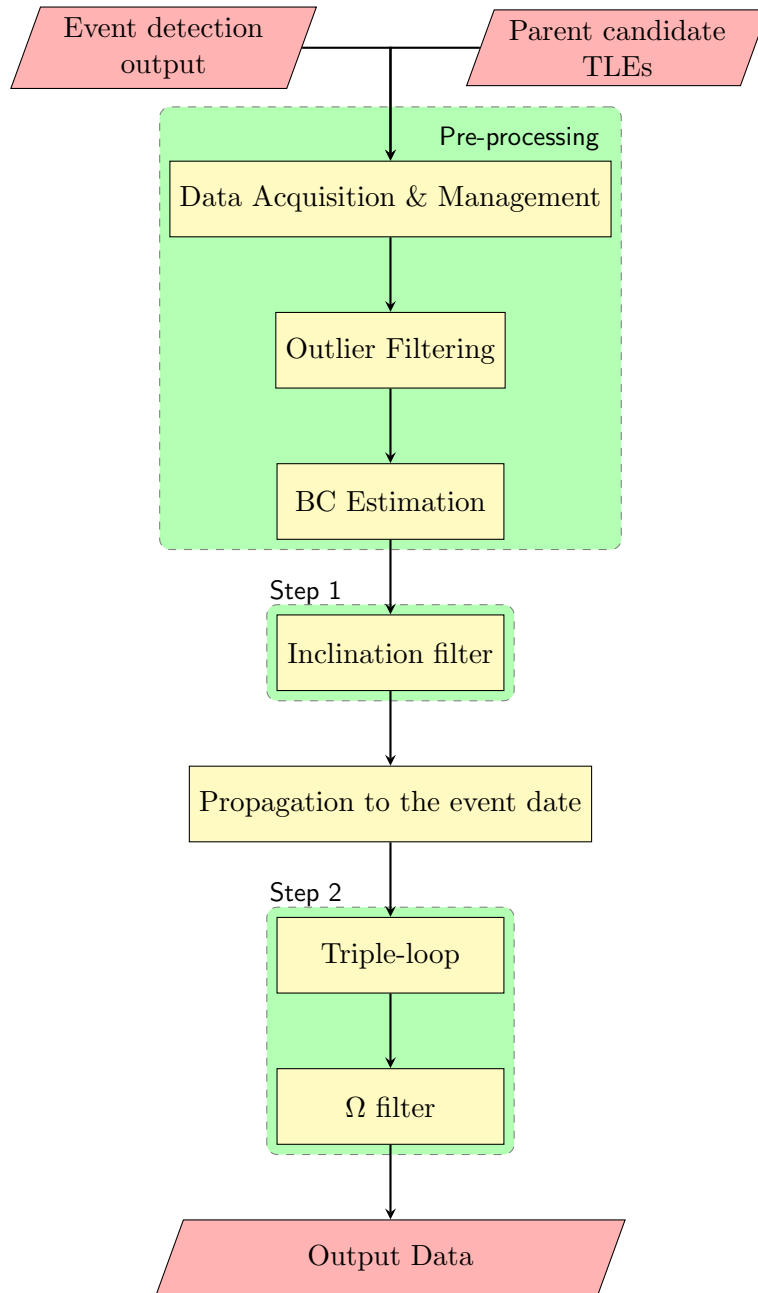 Event detection
output
Parent candidate
TLEs
Pre-processing
Data Acquisition & Management
Outlier Filtering
BC Estimation
Step 1
Inclination filter
Propagation to the event date
Step 2
Triple-loop
Ω filter
Output Data